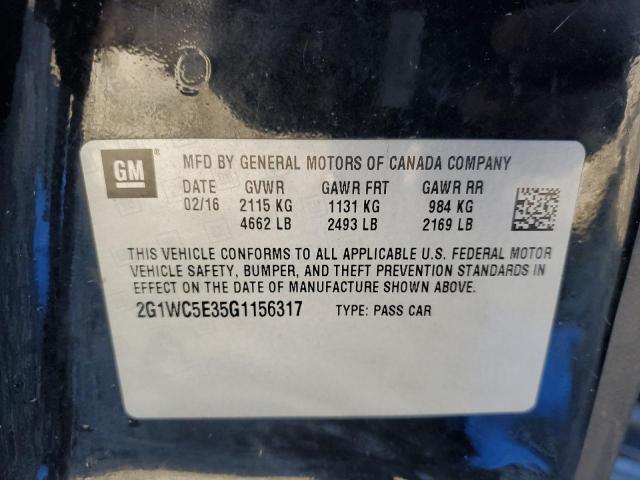 GM MFD BY GENERAL MOTORS OF CANADA COMPANY
DATE GVWR GAWR FRT GAWR RR
02/16 2115 KG 1131 KG 984 KG
4662 LB 2493 LB 2169 LB
THIS VEHICLE CONFORMS TO ALL APPLICABLE U.S. FEDERAL MOTOR
VEHICLE SAFETY, BUMPER, AND THEFT PREVENTION STANDARDS IN
EFFECT ON THE DATE OF MANUFACTURE SHOWN ABOVE.
2G1WC5E35G1156317 TYPE: PASS CAR